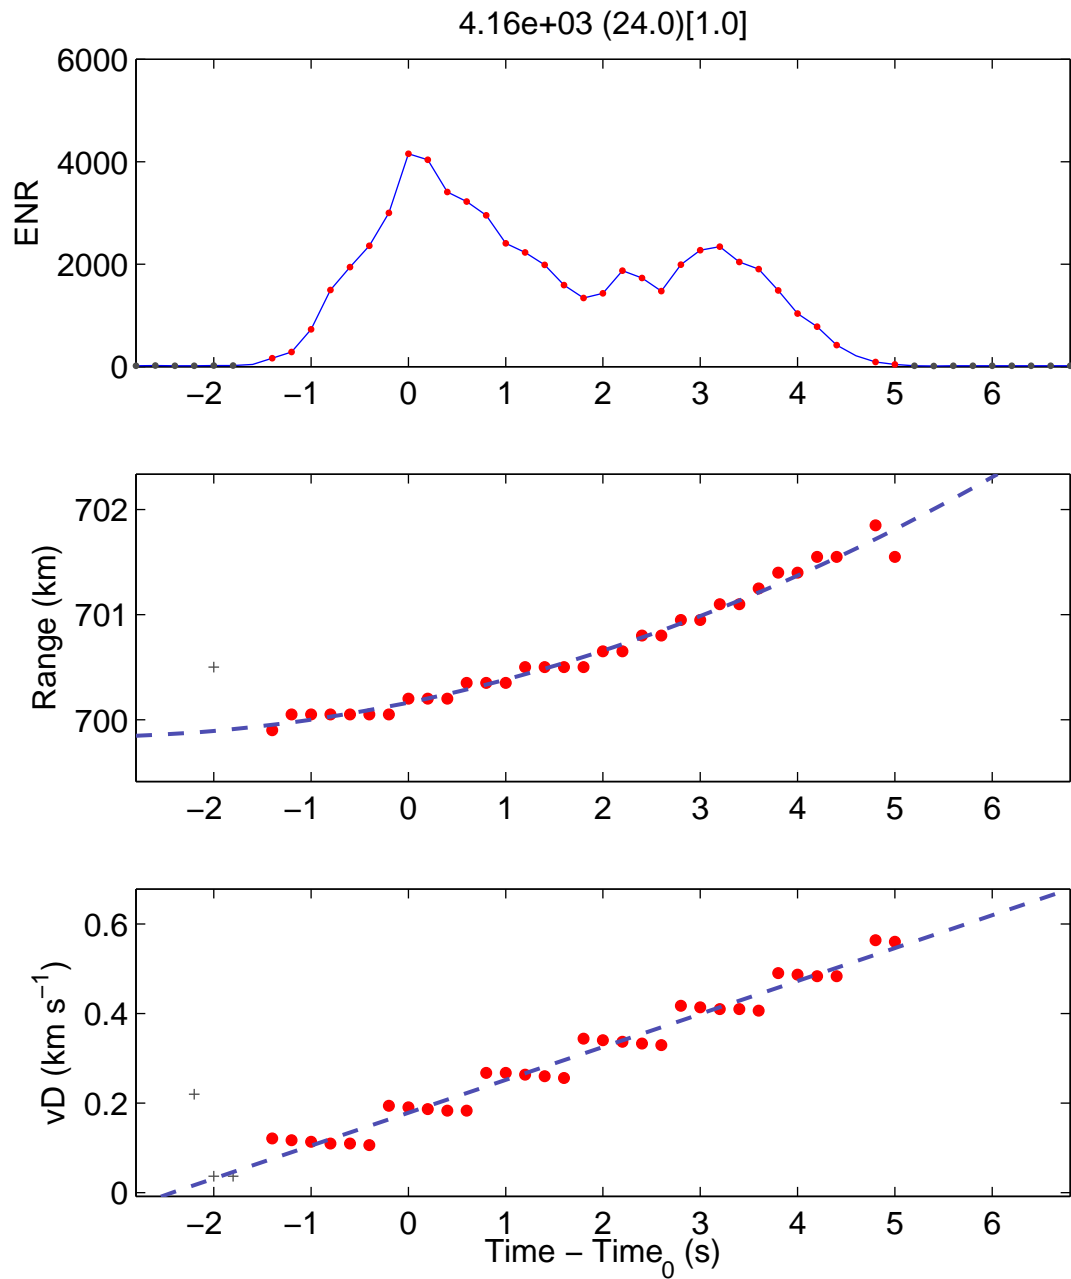 4.16e+03 (24.0)[1.0]
6000
4000
2000
0
ENR
−2 −1 0 1 2 3 4 5 6
702
701
700
Range (km)
−2 −1 0 1 2 3 4 5 6
0.6
0.4
0.2
0
vD (km s−1)
−2 −1 0 1 2 3 4 5 6
Time − Time0 (s)